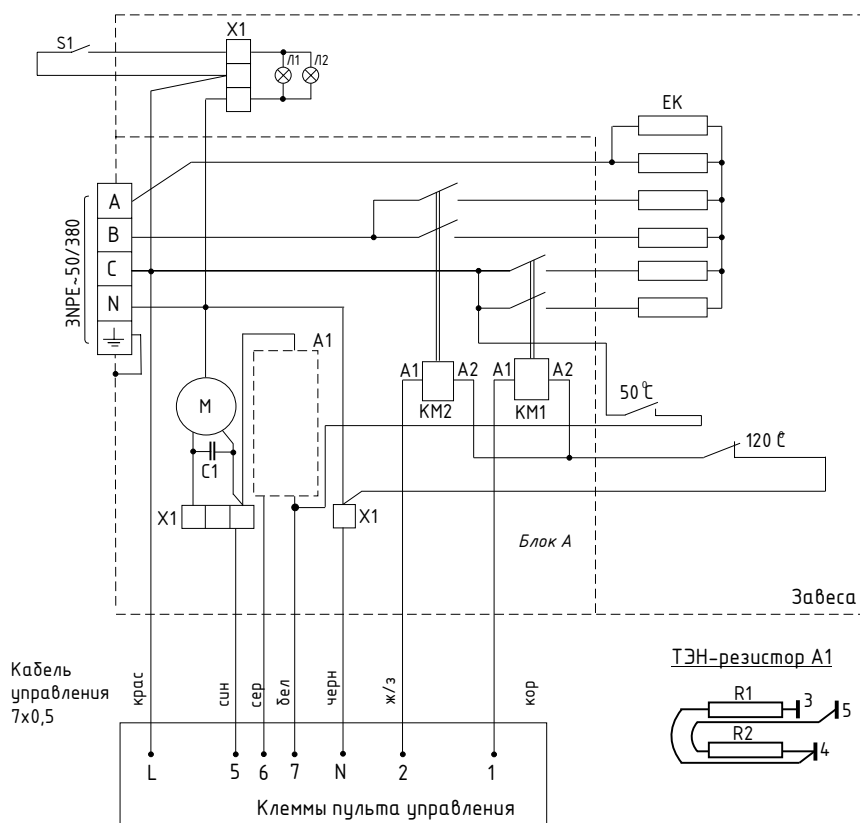 S1
X1
Л1
Л2
EK
3NPE~50/380
A
B
C
N
A1
M
C1
X1
A1
A2
KM2
A1
A2
KM1
50°C
120°C
X1
Блок А
Завеса
Кабель
управления
7x0,5
крас
син
сер
бел
черн
ж/з
кор
L
5
6
7
N
2
1
Клеммы пульта управления
ТЭН-резистор А1
R1
3
5
R2
4